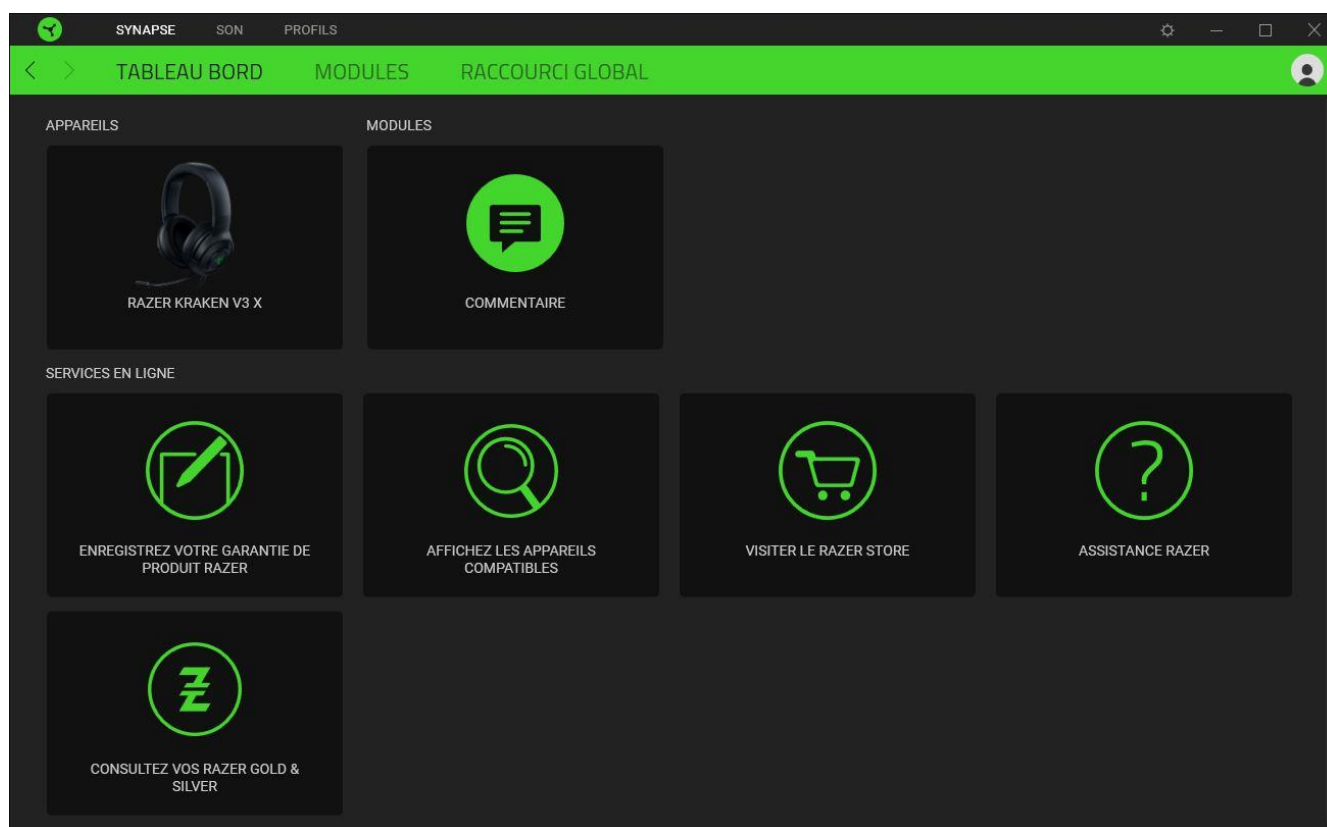 SYNAPSE SON PROFILS
TABLEAU BORD MODULES RACCOURCI GLOBAL
APPAREILS MODULES
RAZER KRAKEN V3 X
COMMENTAIRE
SERVICES EN LIGNE
ENREGISTREZ VOTRE GARANTIE DE
PRODUIT RAZER
AFFICHEZ LES APPAREILS
COMPATIBLES
VISITER LE RAZER STORE
ASSISTANCE RAZER
CONSULTEZ VOS RAZER GOLD &
SILVER